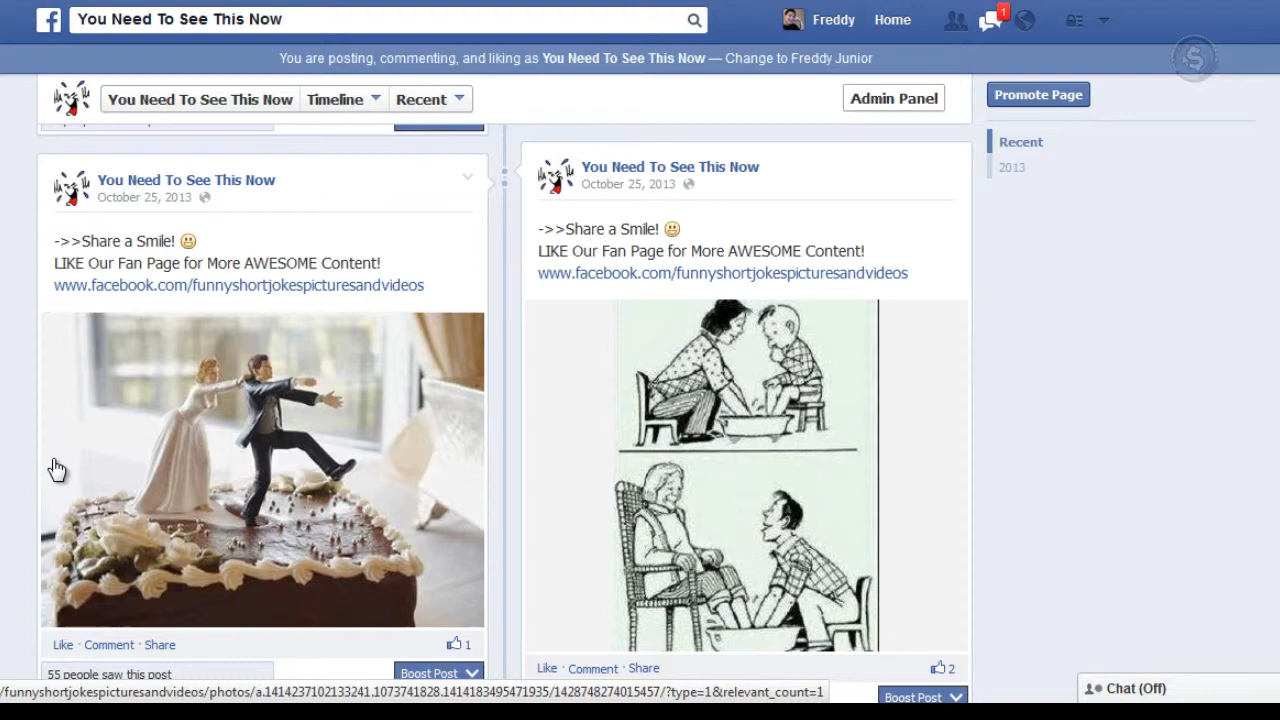 You Need To See This Now
Freddy
Home
1
You are posting, commenting, and liking as You Need To See This Now — Change to Freddy Junior
You Need To See This Now
Timeline
Recent
Admin Panel
Promote Page
Recent
2013
You Need To See This Now
October 25, 2013
->>Share a Smile!
LIKE Our Fan Page for More AWESOME Content!
www.facebook.com/funnyshortjokespicturesandvideos
Like · Comment · Share
1
55 people saw this post
Boost Post
You Need To See This Now
October 25, 2013
->>Share a Smile!
LIKE Our Fan Page for More AWESOME Content!
www.facebook.com/funnyshortjokespicturesandvideos
Like · Comment · Share
2
Boost Post
/funnyshortjokespicturesandvideos/photos/a.1414237102133241.1073741828.1414183495471935/1428748274015457/?type=1&relevant_count=1
Chat (Off)